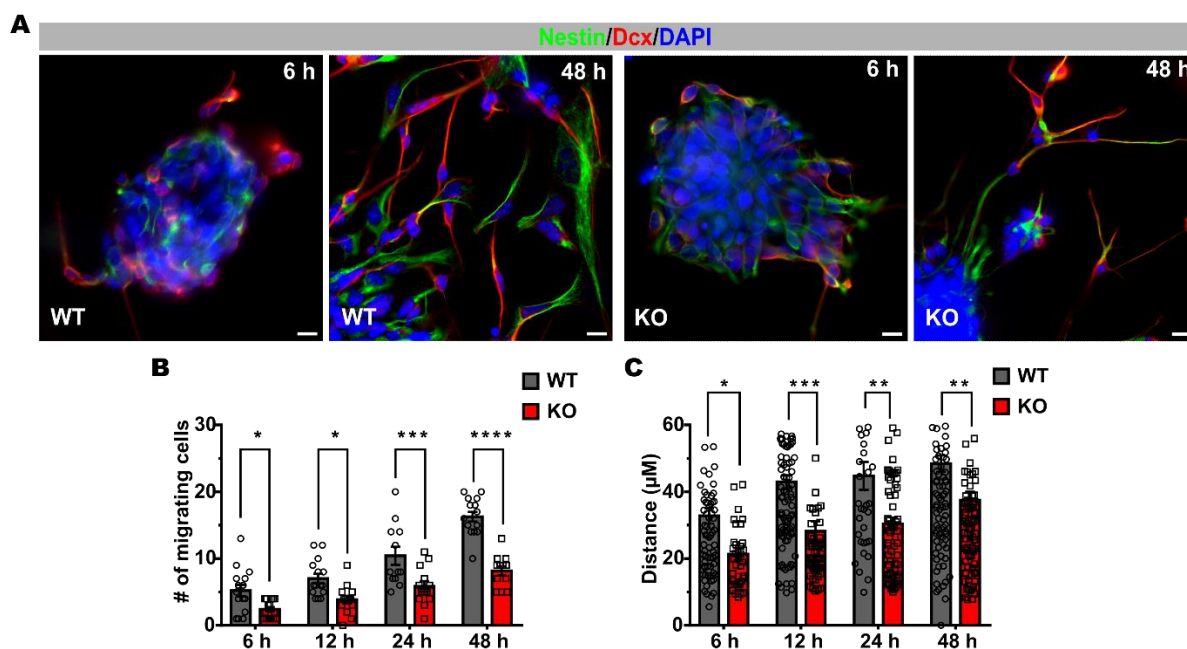 A
Nestin/Dcx/DAPI
6 h
48 h
6 h
48 h
WT
WT
KO
KO
B
WT
KO
# of migrating cells
30
20
10
0
*
*
***
****
6 h
12 h
24 h
48 h
C
WT
KO
Distance (µM)
60
40
20
0
*
***
**
**
6 h
12 h
24 h
48 h